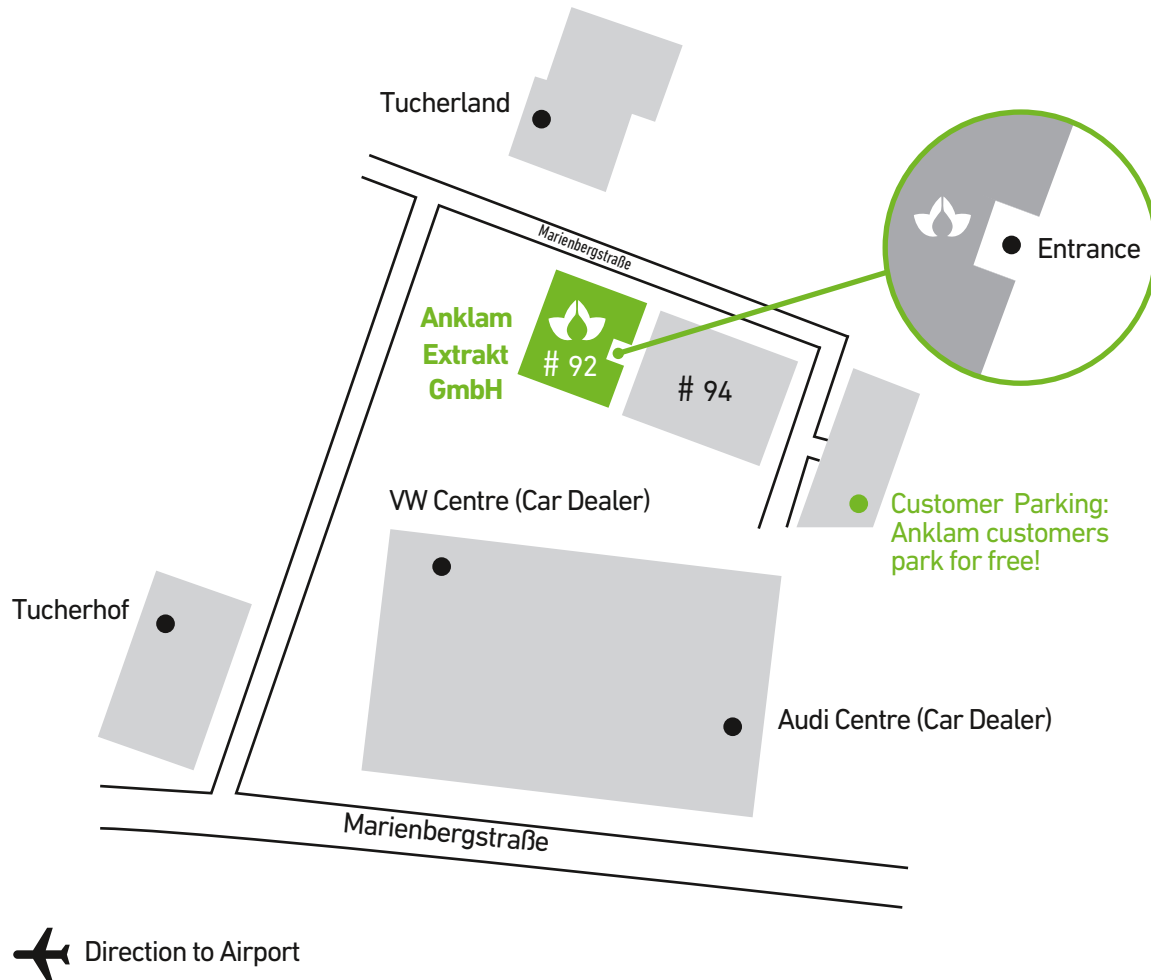 Tucherland
Marienbergstraße
Entrance
Anklam
Extrakt
GmbH
# 92
# 94
VW Centre (Car Dealer)
Customer Parking:
Anklam customers
park for free!
Tucherhof
Audi Centre (Car Dealer)
Marienbergstraße
Direction to Airport